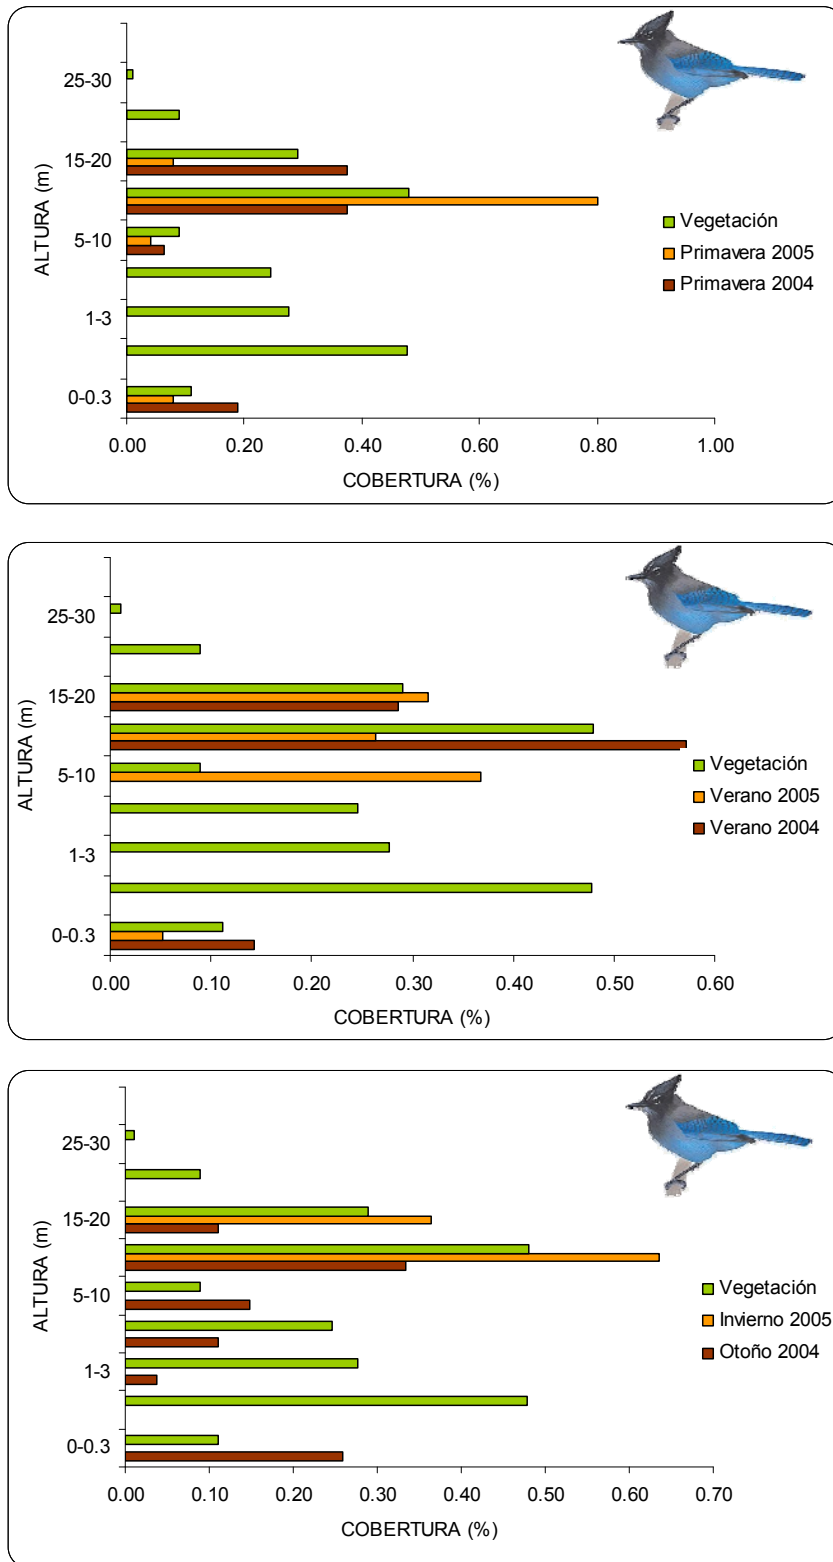 25-30
15-20
5-10
1-3
0-0.3
ALTURA (m)
0.00 0.20 0.40 0.60 0.80 1.00
COBERTURA (%)
Vegetación
Primavera 2005
Primavera 2004
25-30
15-20
5-10
1-3
0-0.3
ALTURA (m)
0.00 0.10 0.20 0.30 0.40 0.50 0.60
COBERTURA (%)
Vegetación
Verano 2005
Verano 2004
25-30
15-20
5-10
1-3
0-0.3
ALTURA (m)
0.00 0.10 0.20 0.30 0.40 0.50 0.60 0.70
COBERTURA (%)
Vegetación
Invierno 2005
Otoño 2004